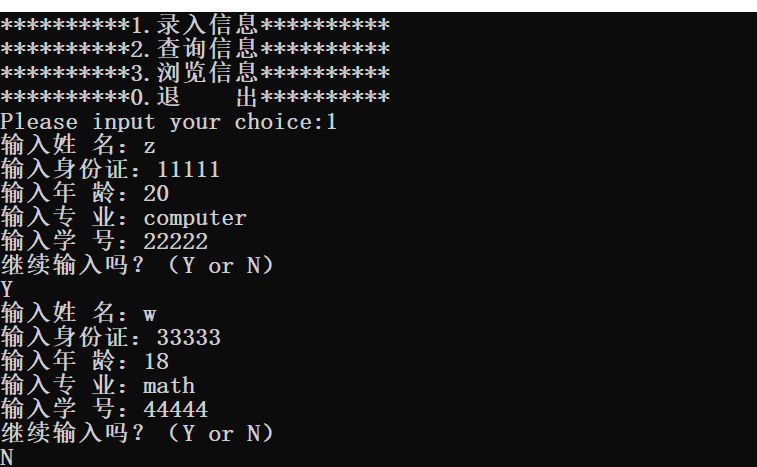 **********1.录入信息**********
**********2.查询信息**********
**********3.浏览信息**********
**********0.退    出**********
Please input your choice:1
输入姓 名：z
输入身份证：11111
输入年 龄：20
输入专 业：computer
输入学 号：22222
继续输入吗？（Y or N）
Y
输入姓 名：w
输入身份证：33333
输入年 龄：18
输入专 业：math
输入学 号：44444
继续输入吗？（Y or N）
N